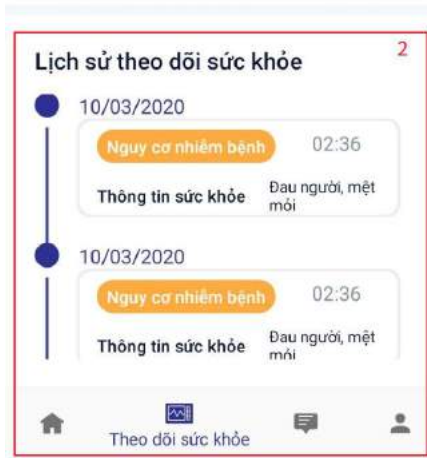 Lịch sử theo dõi sức khỏe
2
10/03/2020
Nguy cơ nhiễm bệnh
02:36
Thông tin sức khỏe
Đau người, mệt
mỏi
10/03/2020
Nguy cơ nhiễm bệnh
02:36
Thông tin sức khỏe
Đau người, mệt
mỏi
Theo dõi sức khỏe